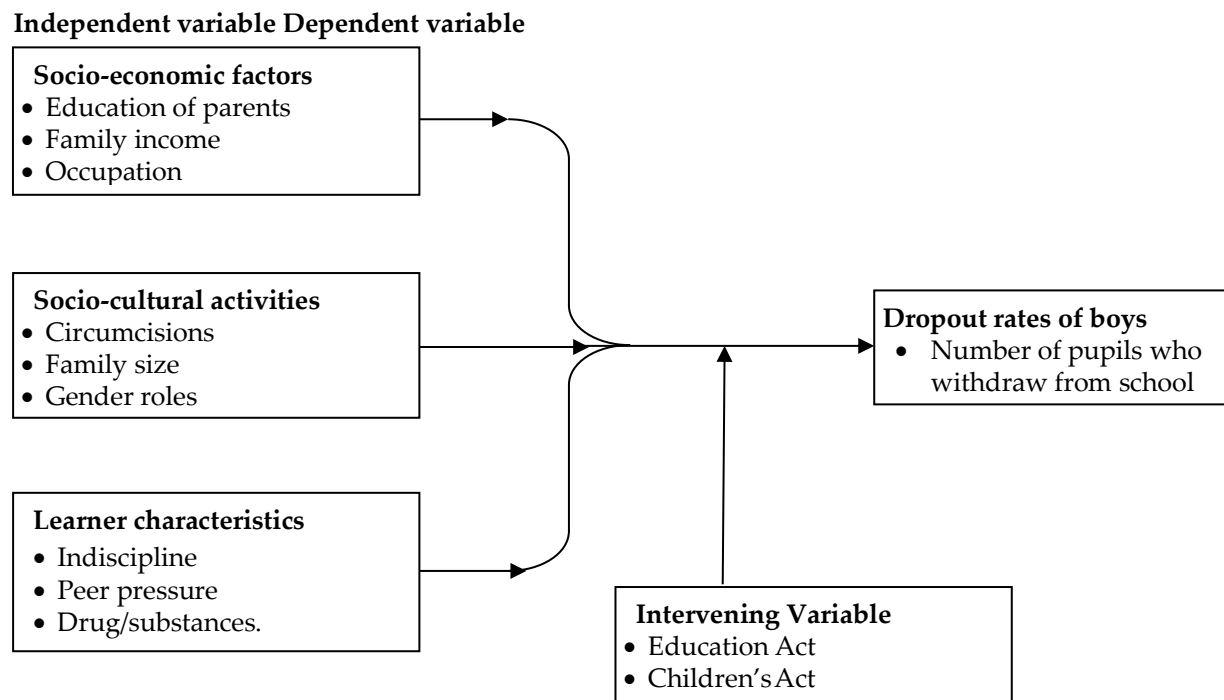 Independent variable Dependent variable
Socio-economic factors
• Education of parents
• Family income
• Occupation
Socio-cultural activities
• Circumcisions
• Family size
• Gender roles
Dropout rates of boys
• Number of pupils who
withdraw from school
Learner characteristics
• Indiscipline
• Peer pressure
• Drug/substances.
Intervening Variable
• Education Act
• Children's Act